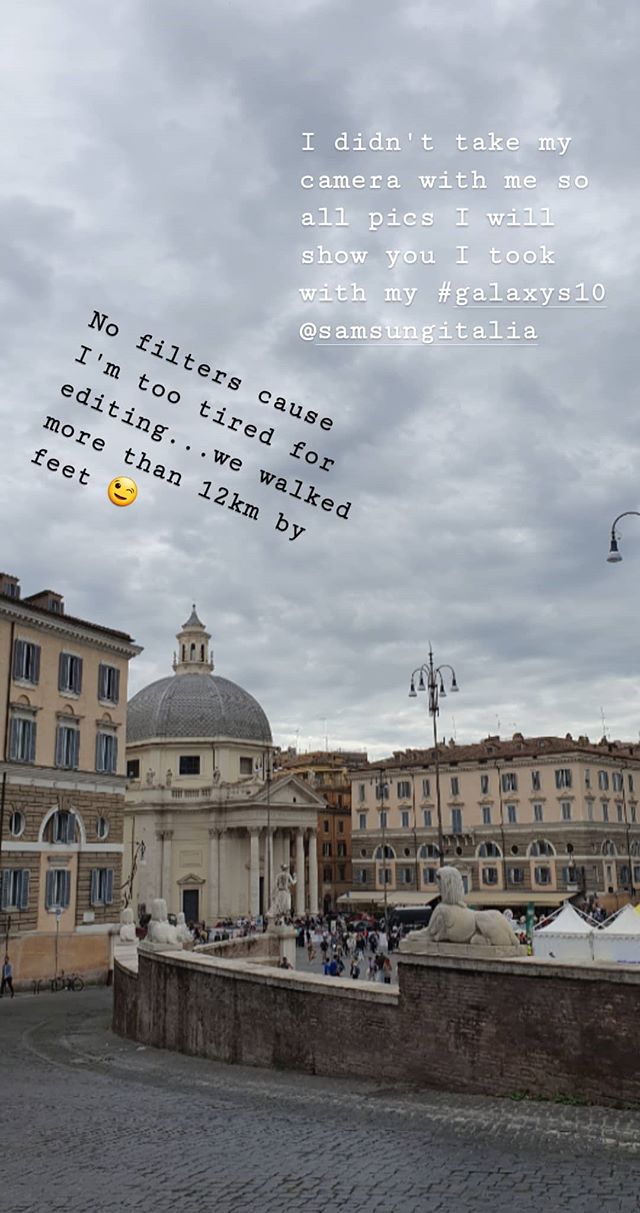 I didn't take my
camera with me so
all pics I will
show you I took
with my #galaxys10
@samsungitalia
No filters cause
I'm too tired for
editing...we walked
more than 12km by
feet 😉